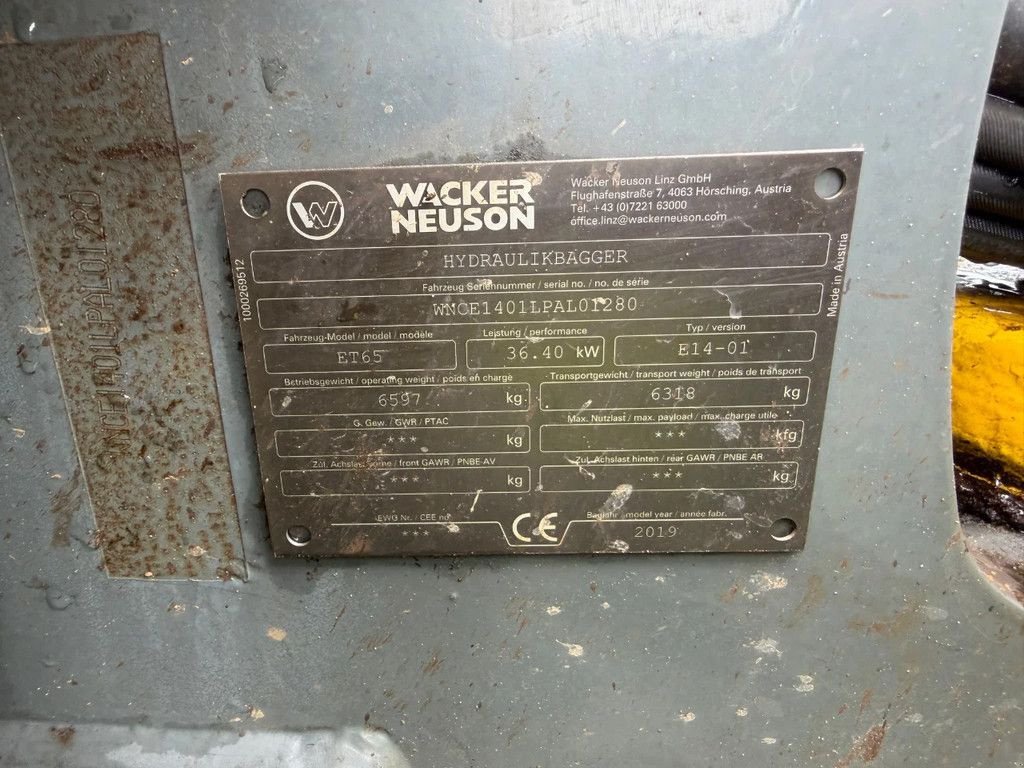 WNCE1401LPAL01280
W
WACKER
NEUSON
Wacker Neuson Linz GmbH
Flughafenstraße 7, 4063 Hörsching, Austria
Tel. +43 (0)7221 63000
office.linz@wackerneuson.com
1000269512
Made in Austria
HYDRAULIKBAGGER
Fahrzeug Seriennummer / serial no. / no. de série
WNCE1401LPAL01280
Fahrzeug-Model / model / modèle Leistung / performance Typ / version
ET65 36.40 kW E14-01
Betriebsgewicht / operating weight / poids en charge Transportgewicht / transport weight / poids de transport
6597 kg 6318 kg
G. Gew. / GWR / PTAC Max. Nutzlast / max. payload / max. charge utile
*** kg *** kfg
Zul. Achslast vorne / front GAWR / PNBE AV Zul. Achslast hinten / rear GAWR / PNBE AR
*** kg *** kg
EWG Nr. / CEE no. CE Baujahr / model year / année fabr.
*** 2019